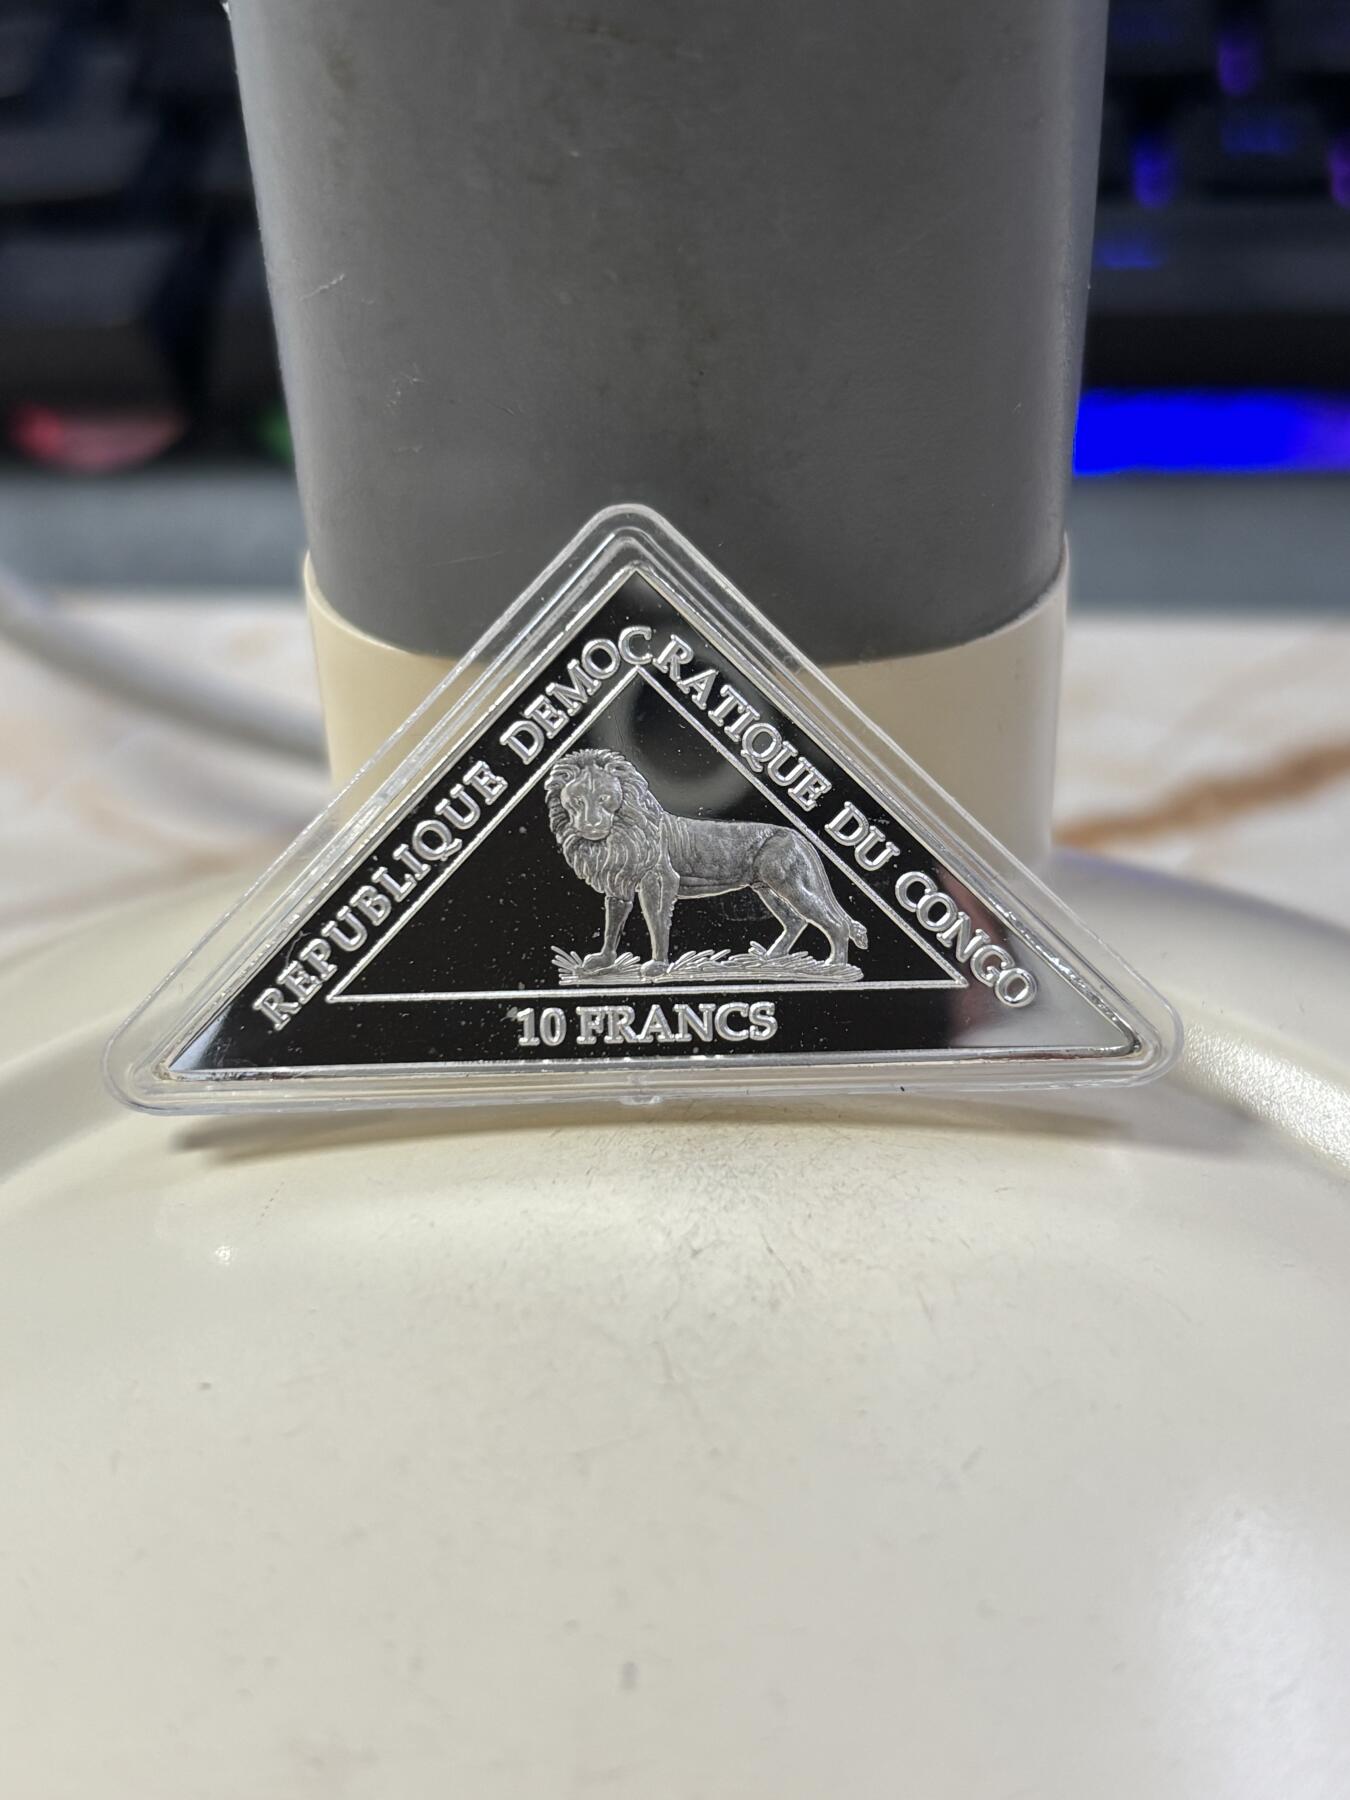 REPUBLIQUE DEMOCRATIQUE DU CONGO
10 FRANCS